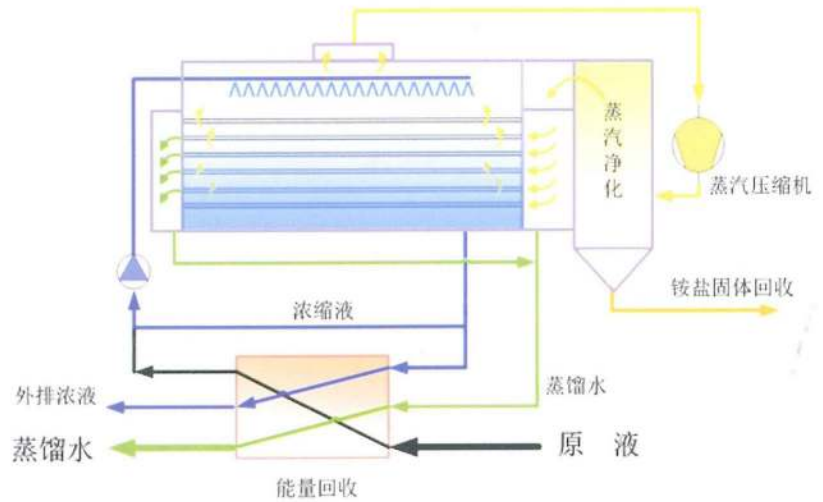 蒸汽净化
蒸汽压缩机
铵盐固体回收
浓缩液
蒸馏水
外排浓液
蒸馏水
原 液
能量回收